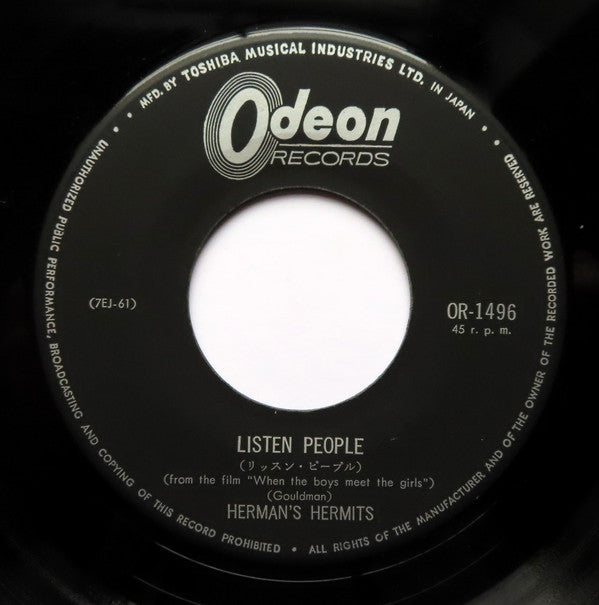 MFD. BY TOSHIBA MUSICAL INDUSTRIES LTD. IN JAPAN
Odeon
RECORDS
(7EJ-61)
OR-1496
45 r. p. m.
LISTEN PEOPLE
(リッスン・ピープル)
(from the film "When the boys meet the girls")
(Gouldman)
HERMAN'S HERMITS
UNAUTHORIZED PUBLIC PERFORMANCE, BROADCASTING AND COPYING OF THIS RECORD PROHIBITED • ALL RIGHTS OF THE MANUFACTURER AND OF THE OWNER OF THE RECORDED WORK ARE RESERVED